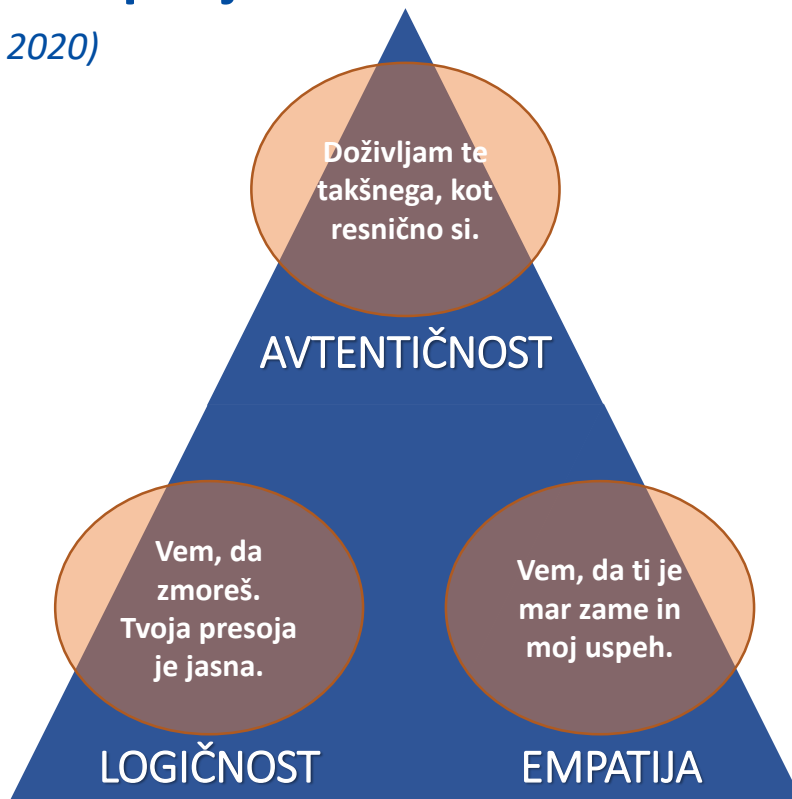 2020)
Doživljam te
takšnega, kot
resnično si.
AVTENTIČNOST
Vem, da
zmoreš.
Tvoja presoja
je jasna.
Vem, da ti je
mar zame in
moj uspeh.
LOGIČNOST
EMPATIJA